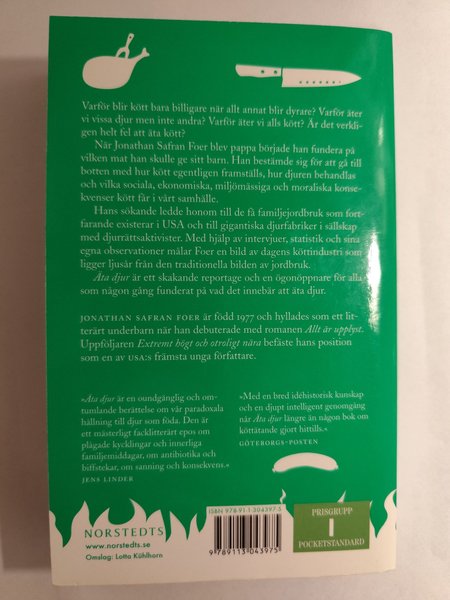 Varför blir kött bara billigare när allt annat blir dyrare? Varför äter
vi vissa djur men inte andra? Varför äter vi alls kött? Är det verkli-
gen helt fel att äta kött?
När Jonathan Safran Foer blev pappa började han fundera på
vilken mat han skulle ge sitt barn. Han bestämde sig för att gå till
botten med hur kött egentligen framställs, hur djuren behandlas
och vilka sociala, ekonomiska, miljömässiga och moraliska konse-
kvenser kött får i vårt samhälle.
Hans sökande ledde honom till de få familjejordbruk som fort-
farande existerar i USA och till gigantiska djurfabriker i sällskap
med djurrättsaktivister. Med hjälp av intervjuer, statistik och sina
egna observationer målar Foer en bild av dagens köttindustri som
ligger ljusår från den traditionella bilden av jordbruk.
Äta djur är ett skakande reportage och en ögonöppnare för alla
som någon gång funderat på vad det innebär att äta djur.
JONATHAN SAFRAN FOER är född 1977 och hyllades som ett lit-
terärt underbarn när han debuterade med romanen Allt är upplyst.
Uppföljaren Extremt högt och otroligt nära befäste hans position
som en av USA:s främsta unga författare.
»Äta djur är en oundgänglig och om-
tumlande berättelse om vår paradoxala
hållning till djur som föda. Den är
ett mästerligt facklitterärt epos om
plågade kycklingar och innerliga
familjemiddagar, om antibiotika och
biffstekar, om sanning och konsekvens.«
JENS LINDER
»Med en bred idéhistorisk kunskap
och en djupt intelligent genomgång
når Äta djur längre än någon bok om
köttätande gjort hittills.«
GÖTEBORGS-POSTEN
NORSTEDTS
www.norstedts.se
Omslag: Lotta Kühlhorn
ISBN 978-91-1-304397-5
9 789113 043975
PRISGRUPP
1
POCKETSTANDARD